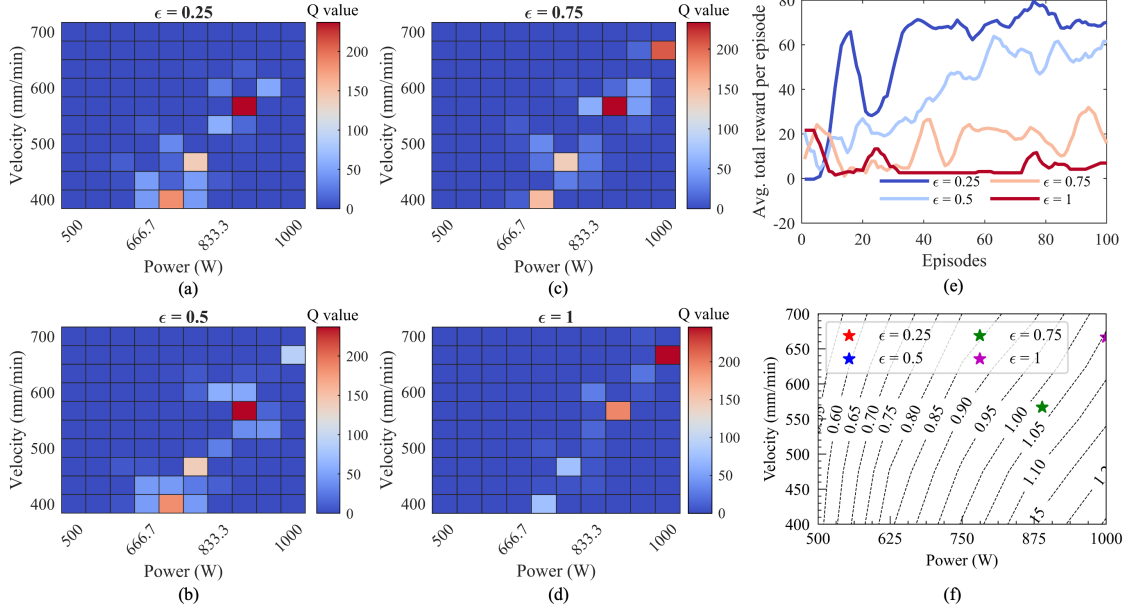 ϵ = 0.25
Q value
Velocity (mm/min)
700
600
500
400
200
150
100
50
0
500
666.7
833.3
1000
Power (W)
(a)
ϵ = 0.75
Q value
Velocity (mm/min)
700
600
500
400
200
150
100
50
0
500
666.7
833.3
1000
Power (W)
(c)
Avg. total reward per episode
80
60
40
20
0
-20
ϵ = 0.25
ϵ = 0.75
ϵ = 0.5
ϵ = 1
0
20
40
60
80
100
Episodes
(e)
ϵ = 0.5
Q value
Velocity (mm/min)
700
600
500
400
200
150
100
50
0
500
666.7
833.3
1000
Power (W)
(b)
ϵ = 1
Q value
Velocity (mm/min)
700
600
500
400
200
150
100
50
0
500
666.7
833.3
1000
Power (W)
(d)
Velocity (mm/min)
700
650
600
550
500
450
400
ϵ = 0.25
ϵ = 0.75
ϵ = 0.5
ϵ = 1
0.60
0.65
0.70
0.75
0.80
0.85
0.90
0.95
1.00
1.05
1.10
15
500
625
750
875
1000
Power (W)
(f)